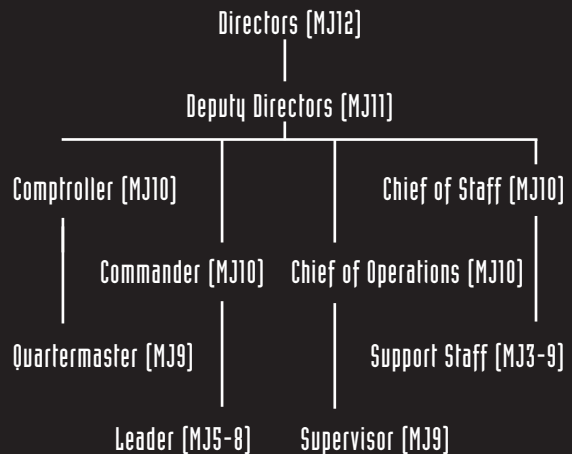 Directors (MJ12)
Deputy Directors (MJ11)
Comptroller (MJ10)
Chief of Staff (MJ10)
Commander (MJ10)
Chief of Operations (MJ10)
Quartermaster (MJ9)
Support Staff (MJ3-9)
Leader (MJ5-8)
Supervisor (MJ9)